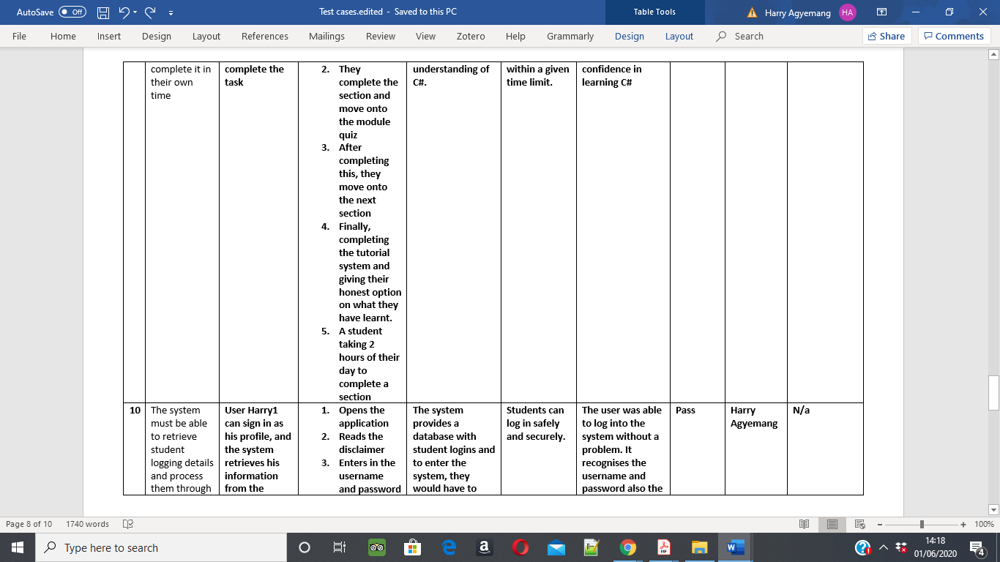 AutoSave Off
Test cases.edited - Saved to this PC
Table Tools
Harry Agyemang HA
File Home Insert Design Layout References Mailings Review View Zotero Help Grammarly Design Layout Search Share Comments
complete it in
their own
time
complete the
task
2. They
complete the
section and
move onto
the module
quiz
3. After
completing
this, they
move onto
the next
section
4. Finally,
completing
the tutorial
system and
giving their
honest option
on what they
have learnt.
5. A student
taking 2
hours of their
day to
complete a
section
understanding of
C#.
within a given
time limit.
confidence in
learning C#
10
The system
must be able
to retrieve
student
logging details
and process
them through
User Harry1
can sign in as
his profile, and
the system
retrieves his
information
from the
1. Opens the
application
2. Reads the
disclaimer
3. Enters in the
username
and password
The system
provides a
database with
student logins and
to enter the
system, they
would have to
Students can
log in safely
and securely.
The user was able
to log into the
system without a
problem. It
recognises the
username and
password also the
Pass
Harry
Agyemang
N/a
Page 8 of 10 1740 words
100%
Type here to search
14:18
01/06/2020
4